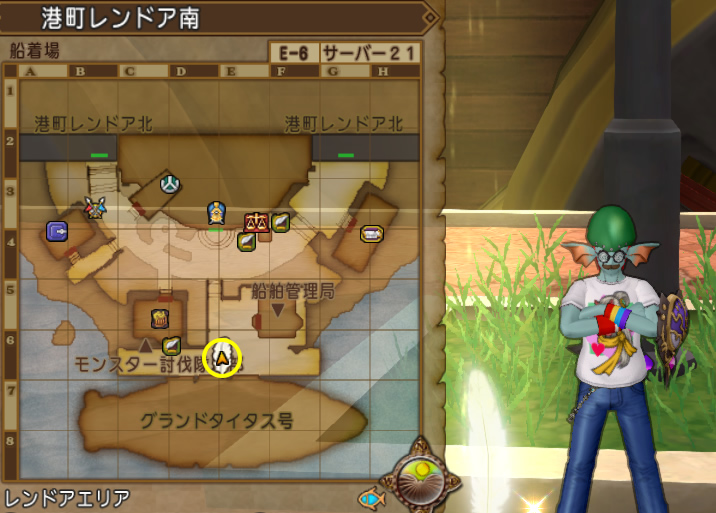 港町レンドア南
船着場
E-6 サーバー21
A B C D E F G H
1
港町レンドア北 港町レンドア北
2
3
4
5
船舶管理局
6
モンスター討伐隊
7
グランドタイタス号
8
レンドアエリア